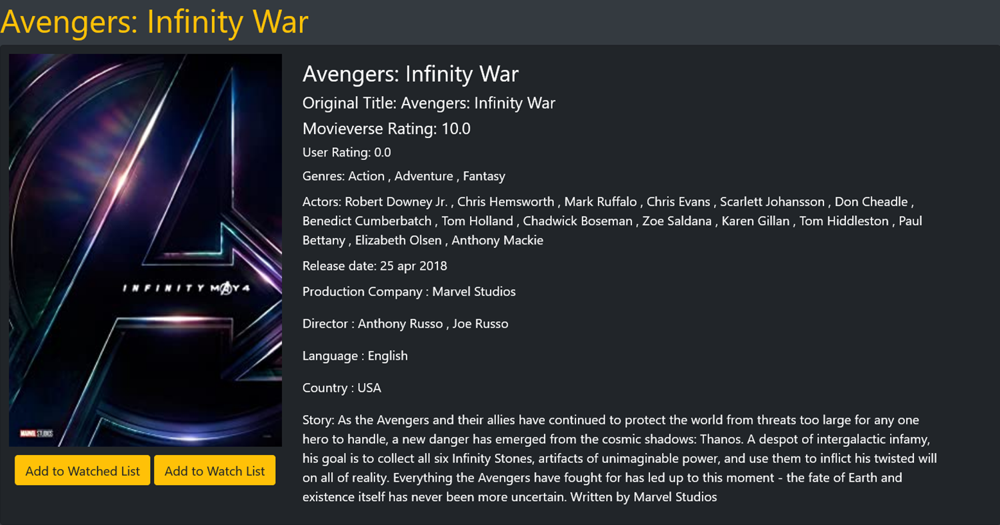 Avengers: Infinity War
Avengers: Infinity War
Original Title: Avengers: Infinity War
Movieverse Rating: 10.0
User Rating: 0.0
Genres: Action , Adventure , Fantasy
Actors: Robert Downey Jr. , Chris Hemsworth , Mark Ruffalo , Chris Evans , Scarlett Johansson , Don Cheadle ,
Benedict Cumberbatch , Tom Holland , Chadwick Boseman , Zoe Saldana , Karen Gillan , Tom Hiddleston , Paul
Bettany , Elizabeth Olsen , Anthony Mackie
Release date: 25 apr 2018
Production Company : Marvel Studios
Director : Anthony Russo , Joe Russo
Language : English
Country : USA
Story: As the Avengers and their allies have continued to protect the world from threats too large for any one
hero to handle, a new danger has emerged from the cosmic shadows: Thanos. A despot of intergalactic infamy,
his goal is to collect all six Infinity Stones, artifacts of unimaginable power, and use them to inflict his twisted will
on all of reality. Everything the Avengers have fought for has led up to this moment - the fate of Earth and
existence itself has never been more uncertain. Written by Marvel Studios
INFINITY MAY 4
MARVEL STUDIOS
Add to Watched List
Add to Watch List